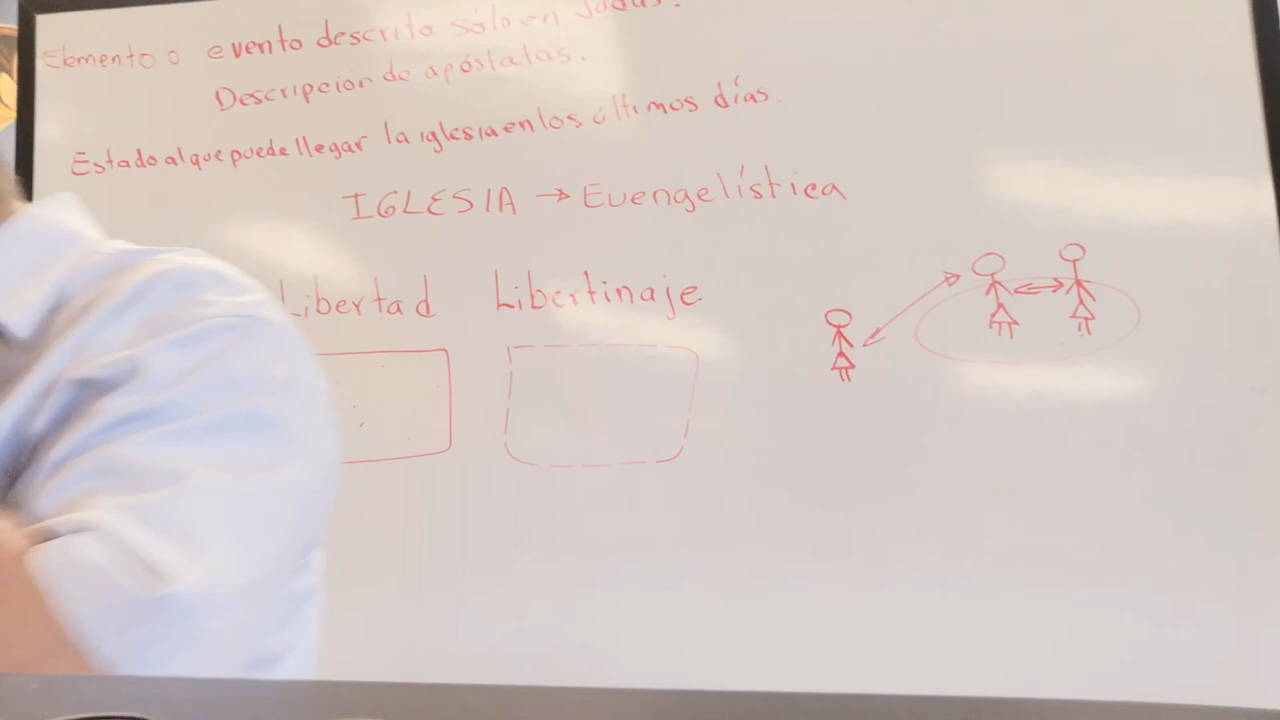 Elemento o evento descrito sólo en Judas.
Descripcion de apóstatas.
Estado al que puede llegar la iglesia en los últimos días.
IGLESIA → Evengelística
Libertad Libertinaje